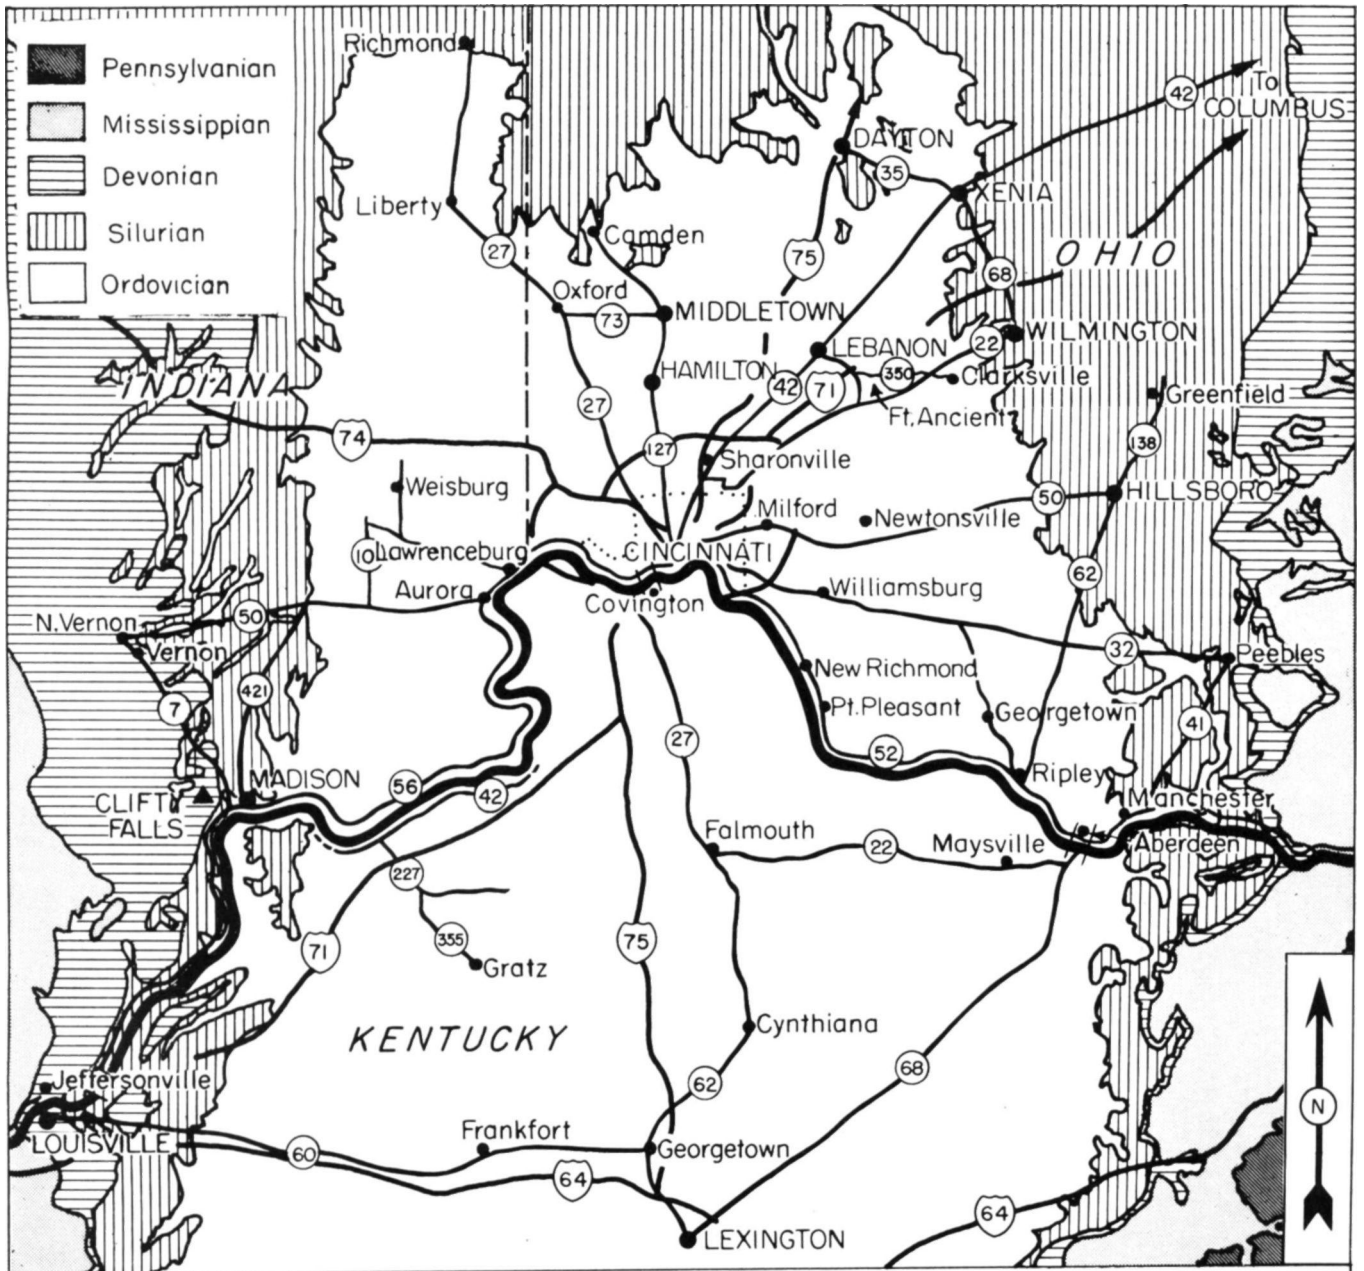 Pennsylvanian
Mississippian
Devonian
Silurian
Ordovician
Richmond
42
To
COLUMBUS
DAYTON
35
XENIA
Liberty
Camden
27
75
68
OHIO
Oxford
73
MIDDLETOWN
22
WILMINGTON
LEBANON
INDIANA
HAMILTON
42
71
350
Clarksville
Greenfield
27
Ft. Ancient
74
127
138
Sharonville
Weisburg
50
HILLSBORO
Milford
Newtonsville
10
Lawrenceburg
CINCINNATI
62
Aurora
Covington
Williamsburg
N. Vernon
50
Vernon
32
Peebles
New Richmond
421
7
Pt. Pleasant
Georgetown
41
27
52
MADISON
56
42
Ripley
CLIFTY
FALLS
Manchester
Falmouth
22
Maysville
Aberdeen
227
71
355
75
Gratz
KENTUCKY
Cynthiana
68
Jeffersonville
62
N
LOUISVILLE
60
Frankfort
Georgetown
64
64
LEXINGTON